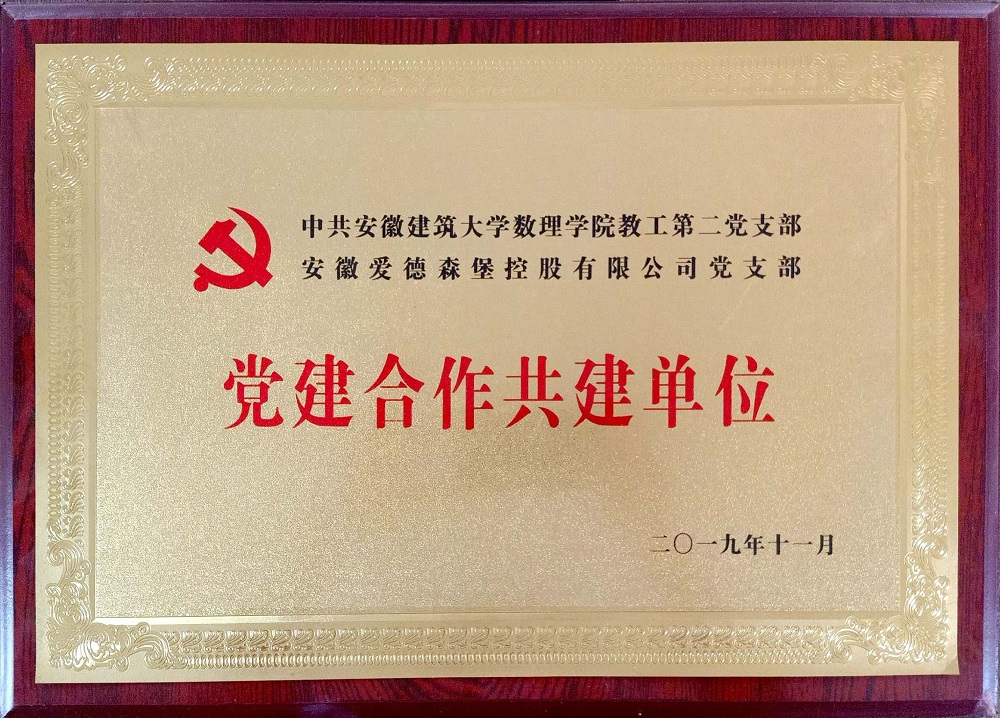 中共安徽建筑大学数理学院教工第二党支部
安徽爱德森堡控股有限公司党支部
党建合作共建单位
二〇一九年十一月